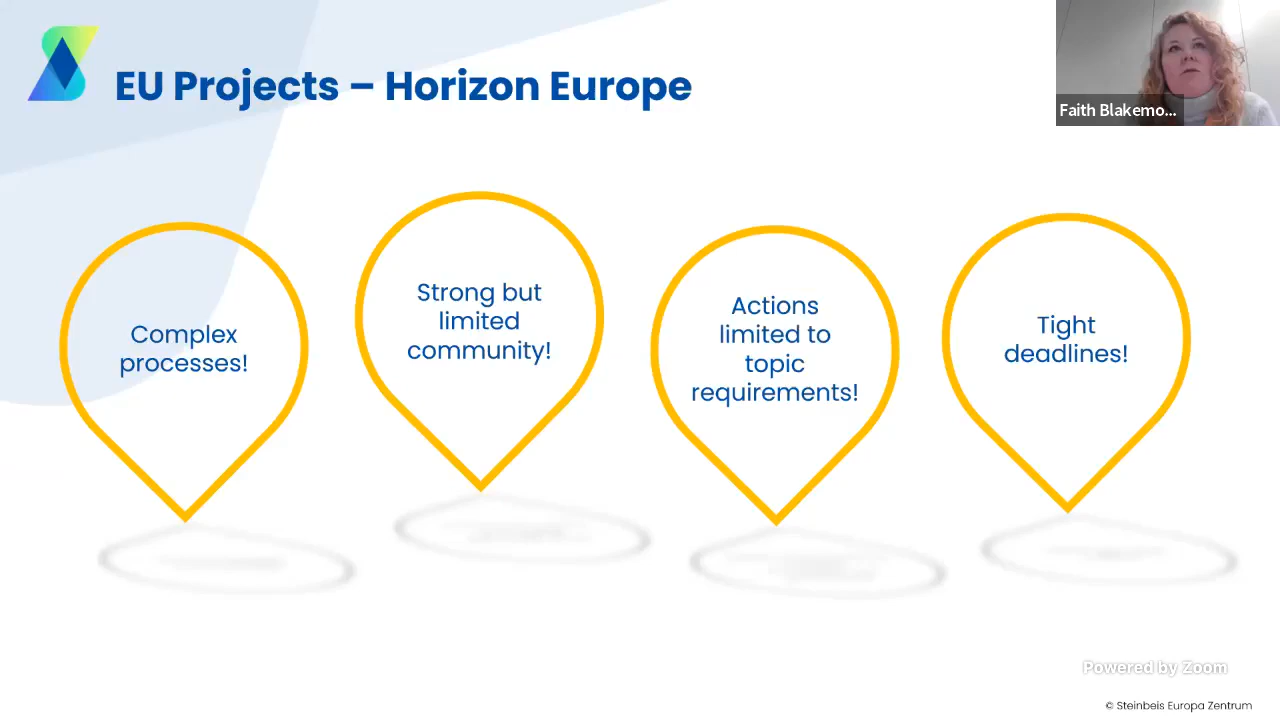 EU Projects – Horizon Europe
Faith Blakemo...
Complex
processes!
Strong but
limited
community!
Actions
limited to
topic
requirements!
Tight
deadlines!
Powered by Zoom
© Steinbeis Europa Zentrum